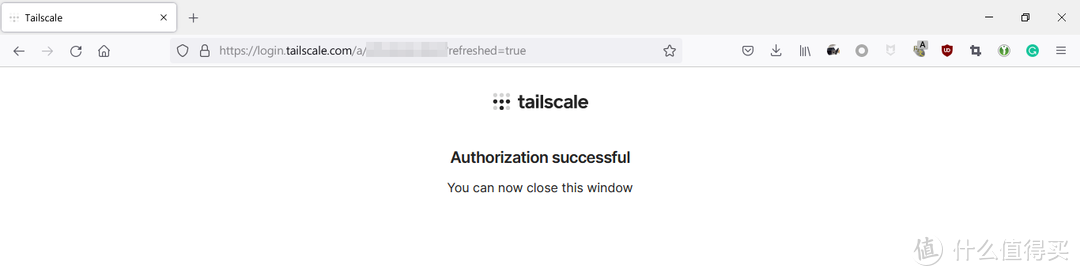 Tailscale
https://login.tailscale.com/a/ refreshed=true
tailscale
Authorization successful
You can now close this window
值 什么值得买